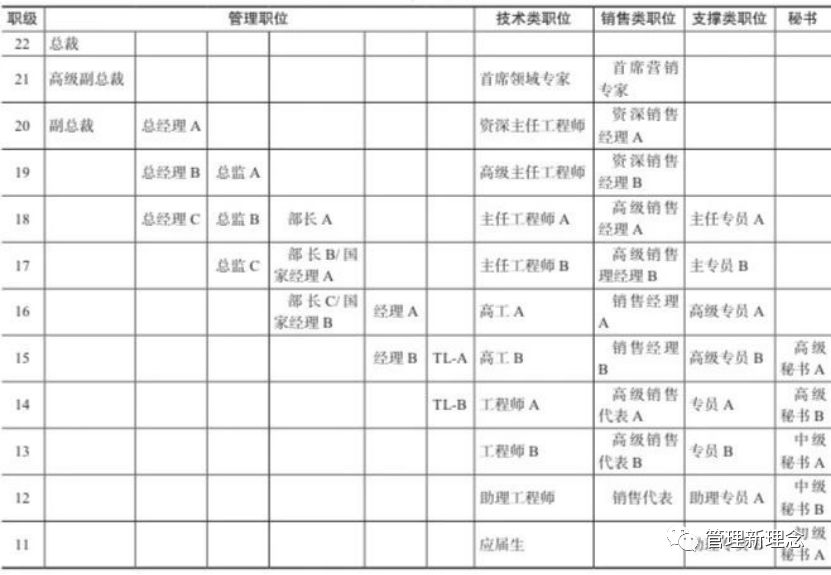 职级 管理职位 技术类职位 销售类职位 支撑类职位 秘书
22 总裁
21 高级副总裁 首席领域专家 首席营销
专家
20 副总裁 总经理 A 资深主任工程师 资深销售
经理 A
19 总经理 B 总监 A 高级主任工程师 资深销售
经理 B
18 总经理 C 总监 B 部长 A 主任工程师 A 高级销售 主任专员 A
经理 A
17 总监 C 部长 B/国 主任工程师 B 高级销售 主专员 B
家经理 A 理经理 B
16 部长 C/国 经理 A 高工 A 销售经理 高级专员 A
家经理 B A
15 经理 B TL-A 高工 B 销售经理 高级专员 B 高级
B 秘书 A
14 TL-B 工程师 A 高级销售 专员 A 高级
代表 A 秘书 B
13 工程师 B 高级销售 专员 B 中级
代表 B 秘书 A
12 助理工程师 销售代表 助理专员 A 中级
秘书 B
11 应届生 级
秘书 A
管理新理念